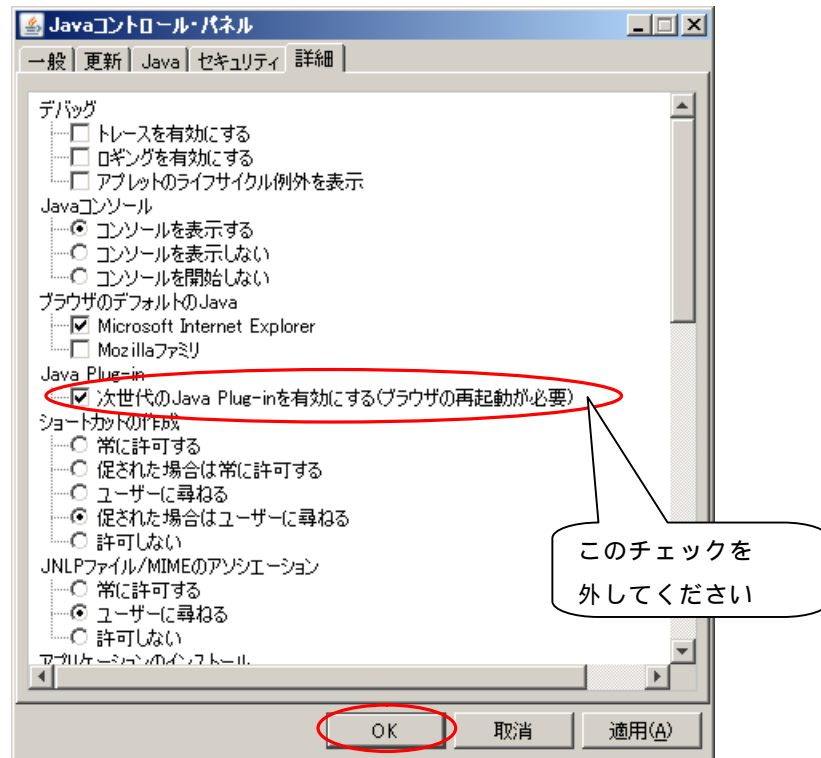 Javaコントロール・パネル
一般 更新 Java セキュリティ 詳細
デバッグ
トレースを有効にする
ロギングを有効にする
アプレットのライフサイクル例外を表示
Javaコンソール
コンソールを表示する
コンソールを表示しない
コンソールを開始しない
ブラウザのデフォルトのJava
Microsoft Internet Explorer
Mozillaファミリ
Java Plug-in
次世代のJava Plug-inを有効にする(ブラウザの再起動が必要)
ショートカットの作成
常に許可する
促された場合は常に許可する
ユーザーに尋ねる
促された場合はユーザーに尋ねる
許可しない
JNLPファイル/MIMEのアソシエーション
常に許可する
ユーザーに尋ねる
許可しない
アプリケーションのインストール
このチェックを
外してください
OK 取消 適用(A)